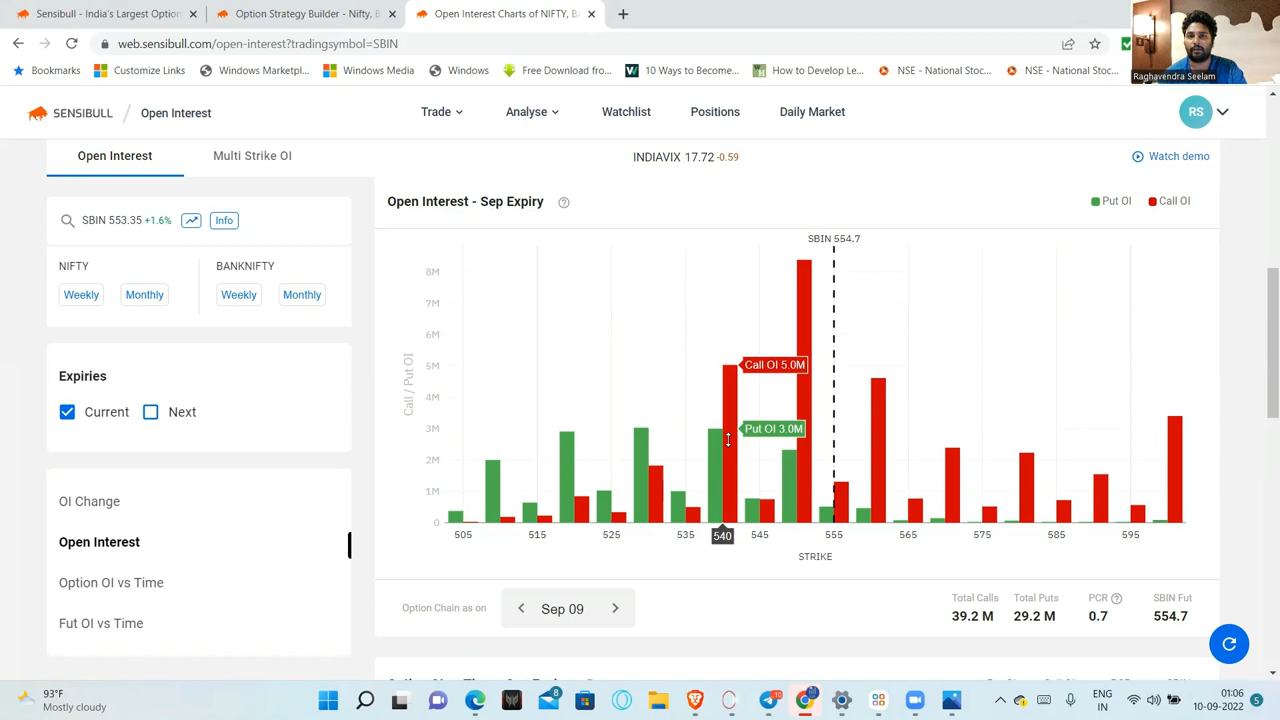 Sensibull - India's Largest Option
Option Strategy Builder - Nifty, B
Open Interest Charts of NIFTY, BA
web.sensibull.com/open-interest?tradingsymbol=SBIN
Raghavendra Seelam
Bookmarks
Customize Links
Windows Marketpl...
Windows Media
Windows
Free Download from...
10 Ways to Become...
How to Develop Le...
NSE - National Stoc...
NSE - National Stoc...
SENSIBULL / Open Interest
Trade
Analyse
Watchlist
Positions
Daily Market
RS
Open Interest
Multi Strike OI
INDIAVIX 17.72 -0.59
Watch demo
SBIN 553.35 +1.6%
Info
NIFTY
BANKNIFTY
Weekly
Monthly
Weekly
Monthly
Expiries
Current
Next
OI Change
Open Interest
Option OI vs Time
Fut OI vs Time
Open Interest - Sep Expiry
Put OI
Call OI
SBIN 554.7
8M
7M
6M
5M
4M
3M
2M
1M
0
Call / Put OI
Call OI 5.0M
Put OI 3.0M
505
515
525
535
540
545
555
565
575
585
595
STRIKE
Option Chain as on
Sep 09
Total Calls
39.2 M
Total Puts
29.2 M
PCR
0.7
SBIN Fut
554.7
93°F
Mostly cloudy
8
10
ENG
IN
01:06
10-09-2022
5